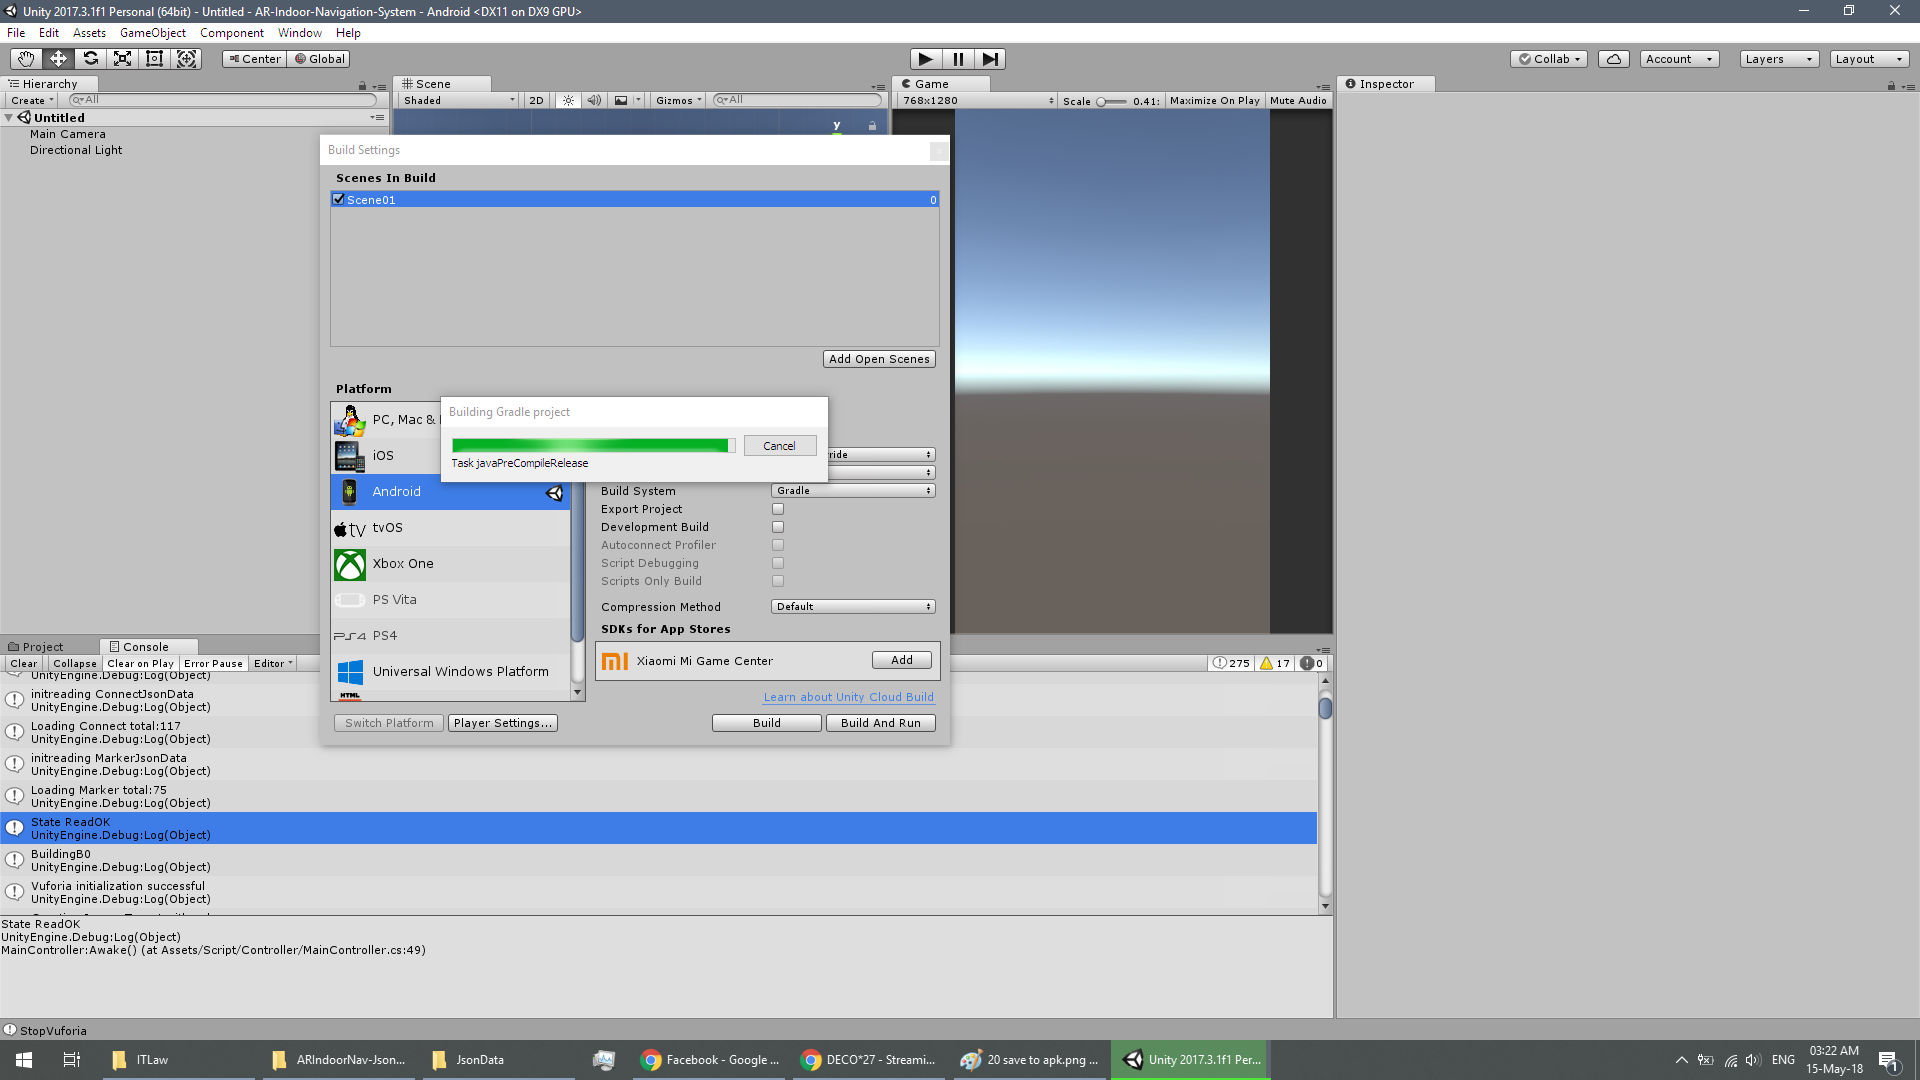 Unity 2017.3.1f1 Personal (64bit) - Untitled - AR-Indoor-Navigation-System - Android <DX11 on DX9 GPU>
File Edit Assets GameObject Component Window Help
Center Global Collab Account Layers Layout
Hierarchy
Create All
Untitled
Main Camera
Directional Light
Scene
Shaded 2D Gizmos All
y
Game
768x1280 Scale 0.41: Maximize On Play Mute Audio
Inspector
Build Settings
Scenes In Build
Scene01 0
Add Open Scenes
Platform
PC, Mac &
iOS
Android
tvOS
Xbox One
PS Vita
PS4
Universal Windows Platform
HTML
Building Gradle project
Cancel
Task javaPreCompileRelease
ride
Build System Gradle
Export Project
Development Build
Autoconnect Profiler
Script Debugging
Scripts Only Build
Compression Method Default
SDKs for App Stores
Xiaomi Mi Game Center Add
Learn about Unity Cloud Build
Switch Platform Player Settings... Build Build And Run
Project Console
Clear Collapse Clear on Play Error Pause Editor 275 17 0
UnityEngine.Debug:Log(Object)
initreading ConnectJsonData
UnityEngine.Debug:Log(Object)
Loading Connect total:117
UnityEngine.Debug:Log(Object)
initreading MarkerJsonData
UnityEngine.Debug:Log(Object)
Loading Marker total:75
UnityEngine.Debug:Log(Object)
State ReadOK
UnityEngine.Debug:Log(Object)
BuildingB0
UnityEngine.Debug:Log(Object)
Vuforia initialization successful
UnityEngine.Debug:Log(Object)
State ReadOK
UnityEngine.Debug:Log(Object)
MainController:Awake() (at Assets/Script/Controller/MainController.cs:49)
StopVuforia
ITLaw ARIndoorNav-Json... JsonData Facebook - Google ... DECO*27 - Streami... 20 save to apk.png ... Unity 2017.3.1f1 Per... ENG 03:22 AM
15-May-18 1